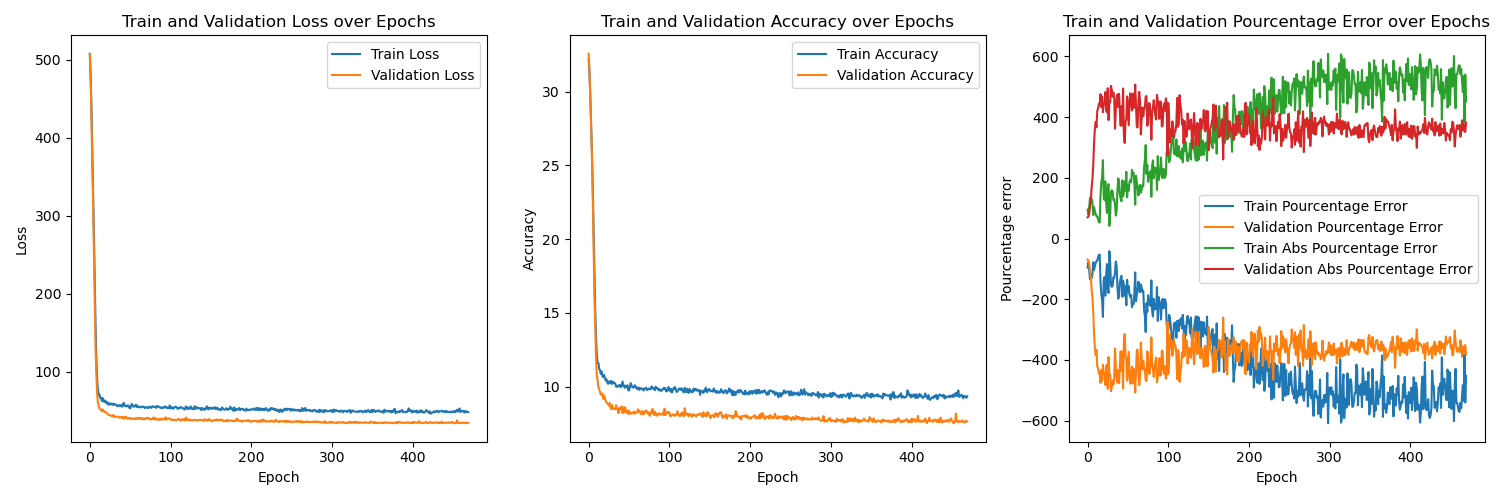 Train and Validation Loss over Epochs
Loss
500
400
300
200
100
0
100
200
300
400
Epoch
Train Loss
Validation Loss
Train and Validation Accuracy over Epochs
Accuracy
30
25
20
15
10
0
100
200
300
400
Epoch
Train Accuracy
Validation Accuracy
Train and Validation Pourcentage Error over Epochs
Pourcentage error
600
400
200
0
−200
−400
−600
0
100
200
300
400
Epoch
Train Pourcentage Error
Validation Pourcentage Error
Train Abs Pourcentage Error
Validation Abs Pourcentage Error